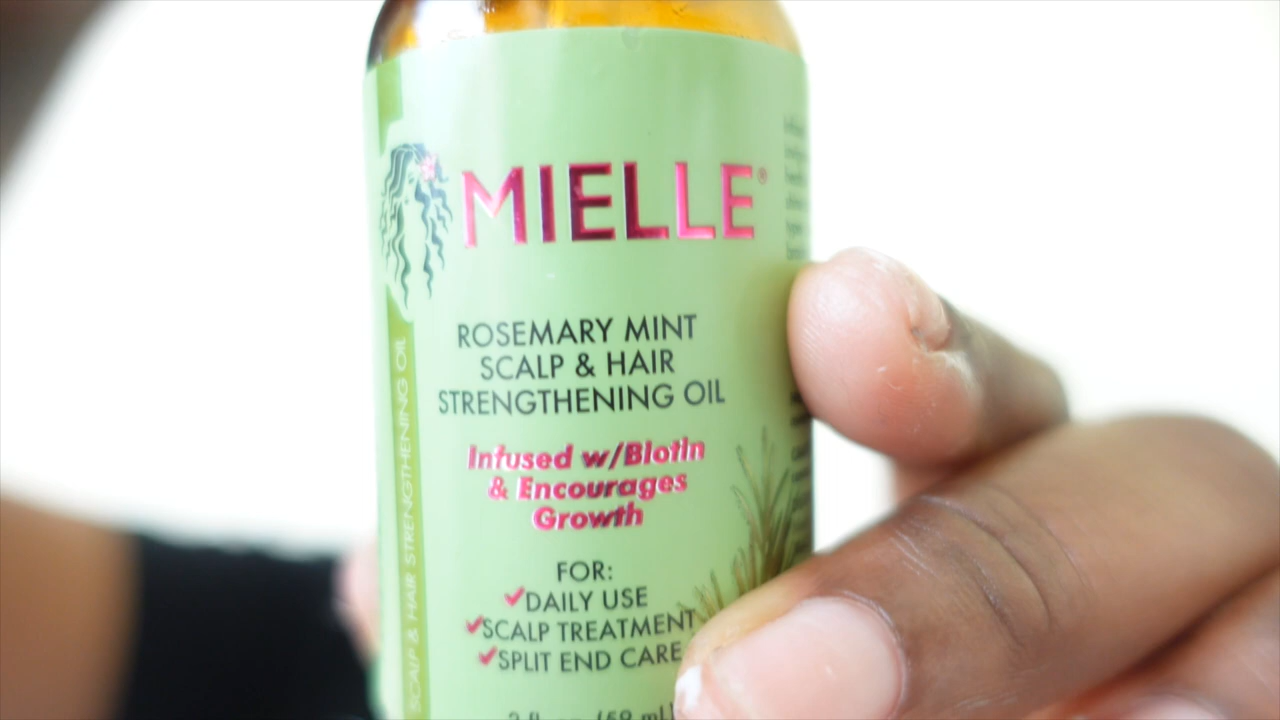 MIELLE®
ROSEMARY MINT
SCALP & HAIR
STRENGTHENING OIL
Infused w/Biotin
& Encourages
Growth
FOR:
✓DAILY USE
✓SCALP TREATMENT
✓SPLIT END CARE
SCALP & HAIR STRENGTHENING OIL